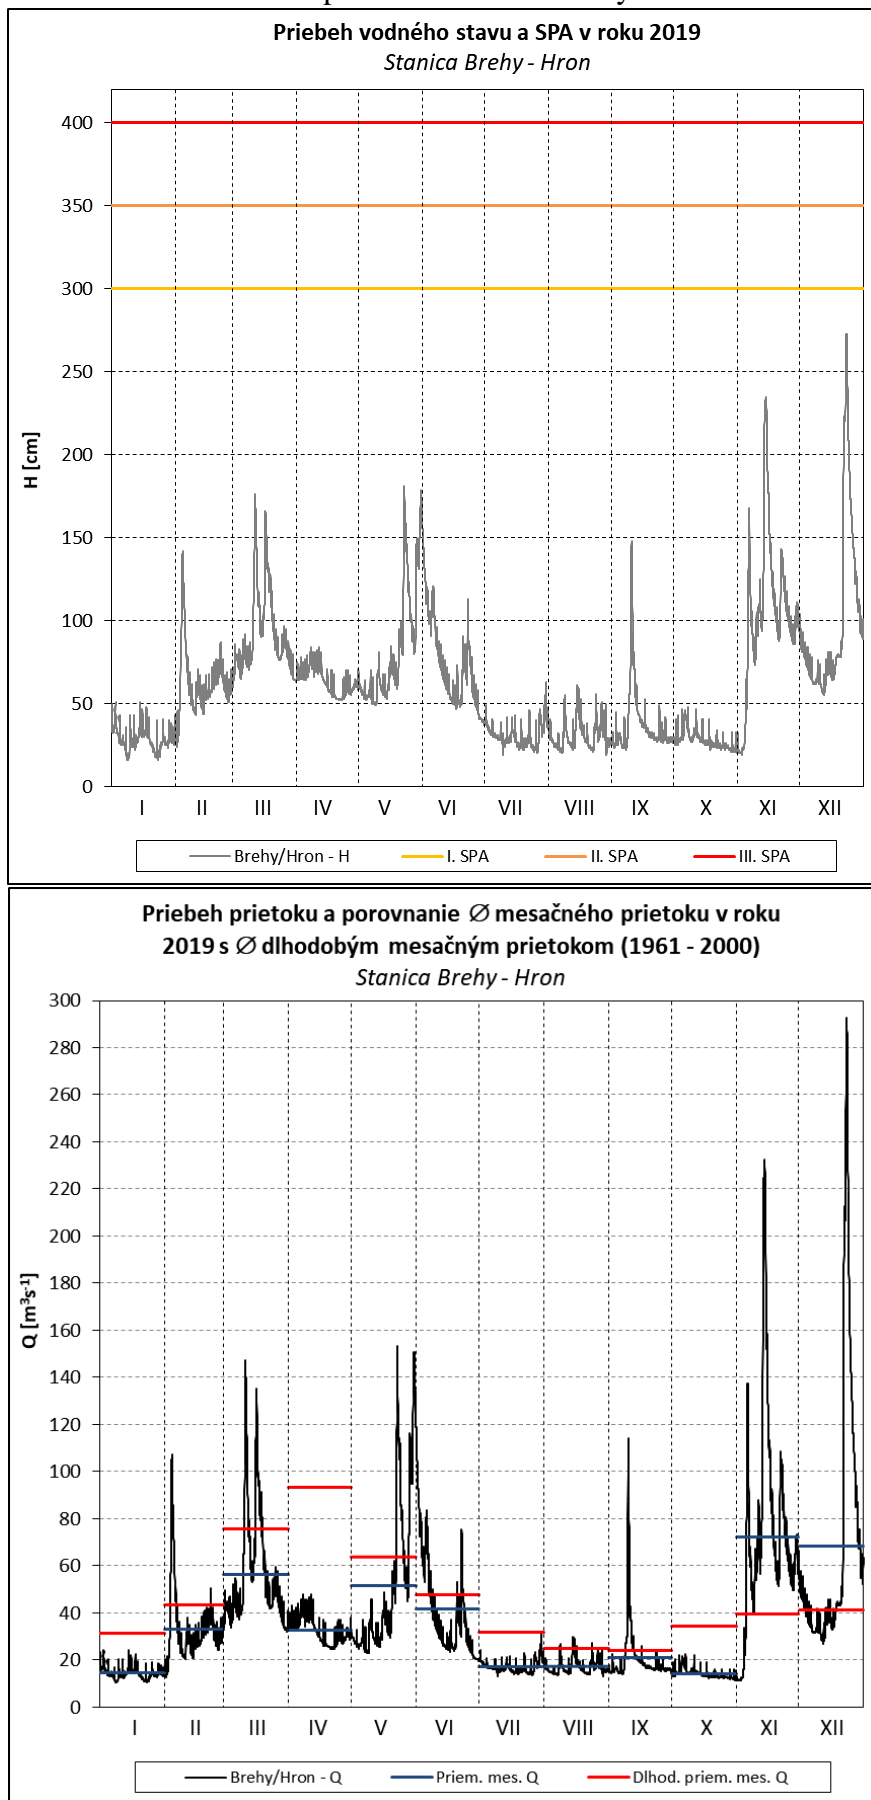 Priebeh vodného stavu a SPA v roku 2019
Stanica Brehy - Hron
H [cm]
400
350
300
250
200
150
100
50
0
I II III IV V VI VII VIII IX X XI XII
Brehy/Hron - H I. SPA II. SPA III. SPA
Priebeh prietoku a porovnanie ∅ mesačného prietoku v roku
2019 s ∅ dlhodobým mesačným prietokom (1961 - 2000)
Stanica Brehy - Hron
Q [m³s⁻¹]
300
280
260
240
220
200
180
160
140
120
100
80
60
40
20
0
I II III IV V VI VII VIII IX X XI XII
Brehy/Hron - Q Priem. mes. Q Dlhod. priem. mes. Q